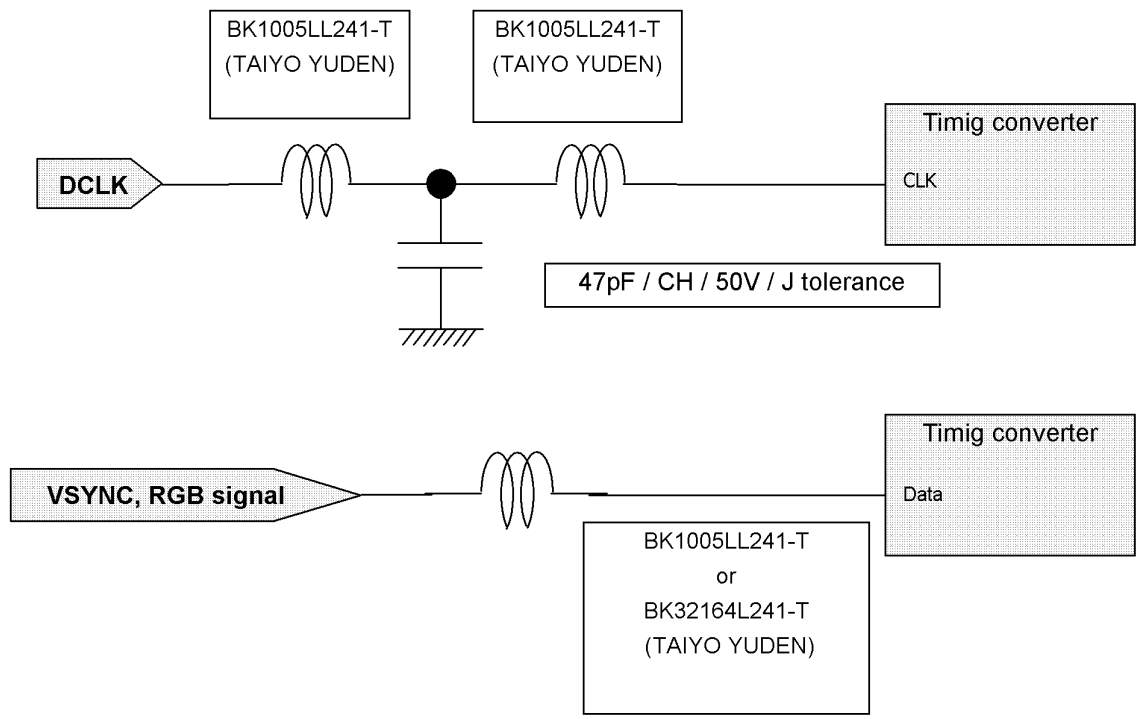 BK1005LL241-T
(TAIYO YUDEN)
BK1005LL241-T
(TAIYO YUDEN)
Timig converter
DCLK
CLK
47pF / CH / 50V / J tolerance
Timig converter
VSYNC, RGB signal
Data
BK1005LL241-T
or
BK32164L241-T
(TAIYO YUDEN)